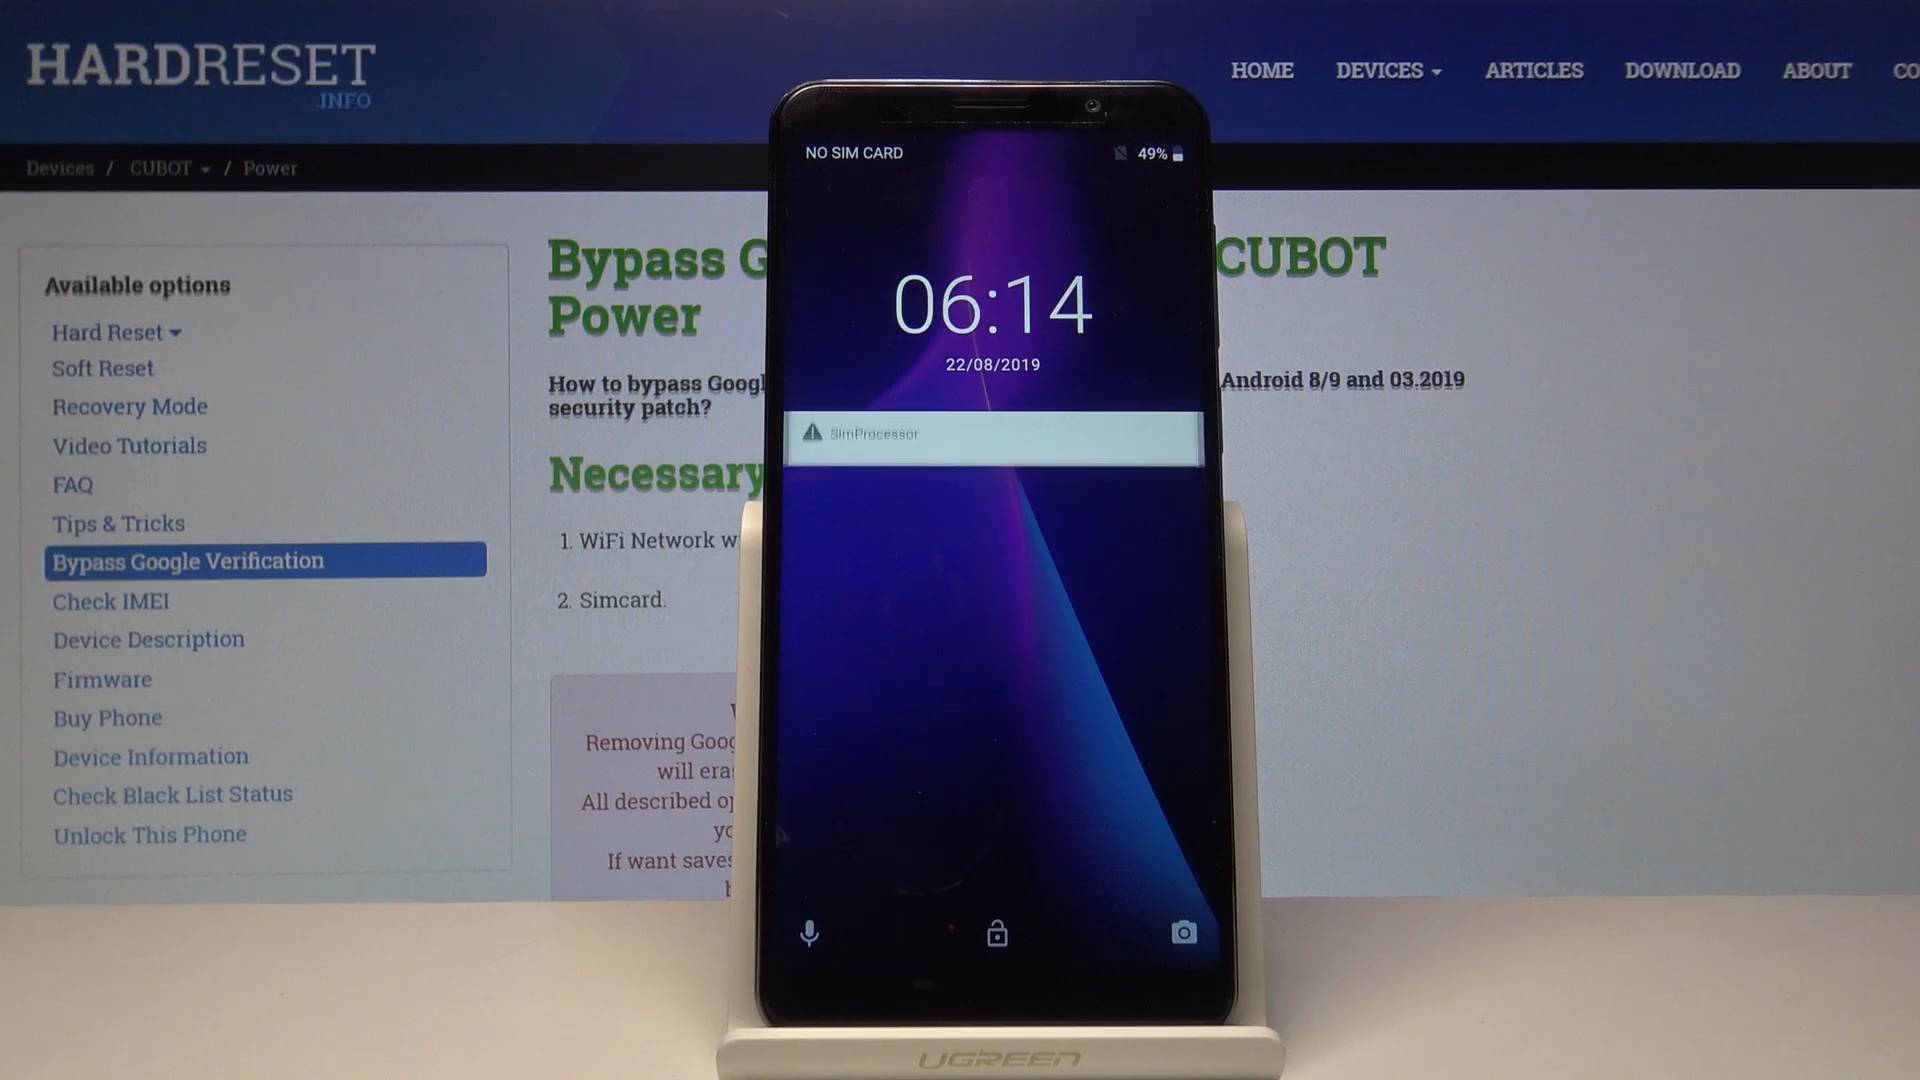 HARDRESET
.INFO
HOME DEVICES ARTICLES DOWNLOAD ABOUT
Devices / CUBOT / Power
Available options
Hard Reset
Soft Reset
Recovery Mode
Video Tutorials
FAQ
Tips & Tricks
Bypass Google Verification
Check IMEI
Device Description
Firmware
Buy Phone
Device Information
Check Black List Status
Unlock This Phone
Bypass G CUBOT
Power
How to bypass Googl Android 8/9 and 03.2019
security patch?
Necessary
1. WiFi Network w
2. Simcard.
Removing Goog
will era
All described op
yo
If want saves
NO SIM CARD 49%
06:14
22/08/2019
SimProcessor
UGREEN